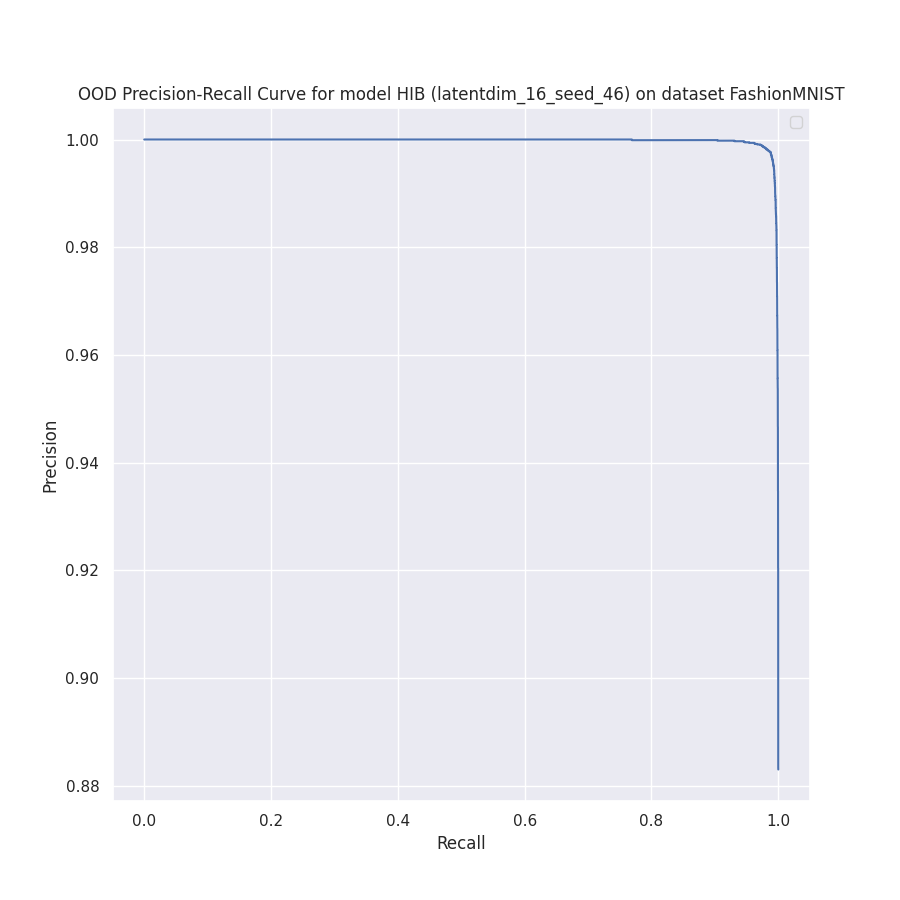 OOD Precision-Recall Curve for model HIB (latentdim_16_seed_46) on dataset FashionMNIST
1.00
0.98
0.96
0.94
0.92
0.90
0.88
Precision
0.0 0.2 0.4 0.6 0.8 1.0
Recall